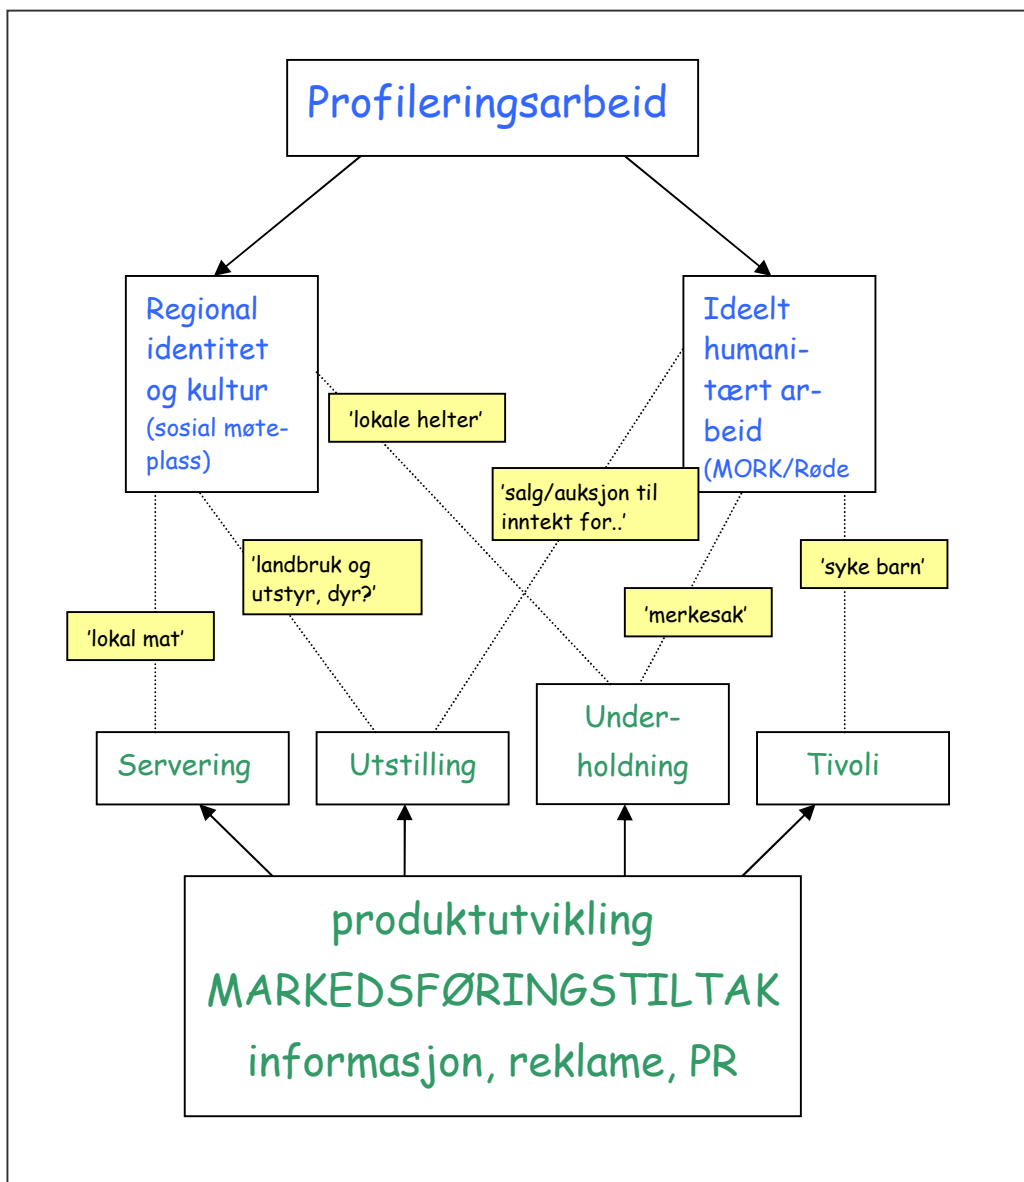 Profileringsarbeid
Regional
identitet
og kultur
(sosial møte-
plass)
Ideelt
humani-
tært ar-
beid
(MORK/Røde
'lokale helter'
'salg/auksjon til
inntekt for..'
'landbruk og
utstyr, dyr?'
'syke barn'
'merkesak'
'lokal mat'
Servering
Utstilling
Under-
holdning
Tivoli
produktutvikling
MARKEDSFØRINGSTILTAK
informasjon, reklame, PR